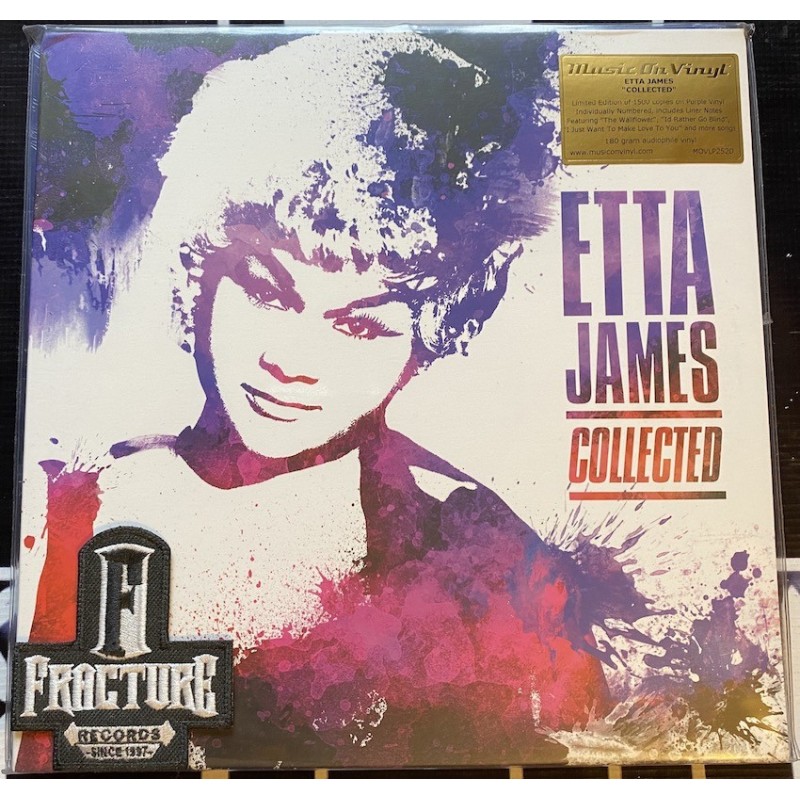 Music On Vinyl
ETTA JAMES
"COLLECTED"
Limited Edition of 1500 copies on Purple Vinyl
Individually Numbered, includes Liner Notes
Featuring "The Wallflower", "I'd Rather Go Blind",
"I Just Want To Make Love To You" and more songs
180 gram audiophile vinyl
www.musiconvinyl.com MOVLP2520
ETTA
JAMES
COLLECTED
F
FRACTURE
RECORDS
-SINCE 1997-